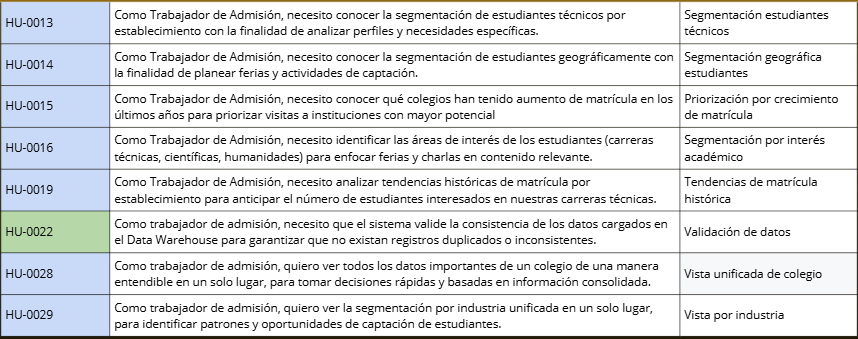 HU-0013
Como Trabajador de Admisión, necesito conocer la segmentación de estudiantes técnicos por
establecimiento con la finalidad de analizar perfiles y necesidades específicas.
Segmentación estudiantes
técnicos
HU-0014
Como Trabajador de Admisión, necesito conocer la segmentación de estudiantes geográficamente con
la finalidad de planear ferias y actividades de captación.
Segmentación geográfica
estudiantes
HU-0015
Como Trabajador de Admisión, necesito conocer qué colegios han tenido aumento de matrícula en los
últimos años para priorizar visitas a instituciones con mayor potencial
Priorización por crecimiento
de matrícula
HU-0016
Como Trabajador de Admisión, necesito identificar las áreas de interés de los estudiantes (carreras
técnicas, científicas, humanidades) para enfocar ferias y charlas en contenido relevante.
Segmentación por interés
académico
HU-0019
Como Trabajador de Admisión, necesito analizar tendencias históricas de matrícula por
establecimiento para anticipar el número de estudiantes interesados en nuestras carreras técnicas.
Tendencias de matrícula
histórica
HU-0022
Como trabajador de admisión, necesito que el sistema valide la consistencia de los datos cargados en
el Data Warehouse para garantizar que no existan registros duplicados o inconsistentes.
Validación de datos
HU-0028
Como trabajador de admisión, quiero ver todos los datos importantes de un colegio de una manera
entendible en un solo lugar, para tomar decisiones rápidas y basadas en información consolidada.
Vista unificada de colegio
HU-0029
Como trabajador de admisión, quiero ver la segmentación por industria unificada en un solo lugar,
para identificar patrones y oportunidades de captación de estudiantes.
Vista por industria